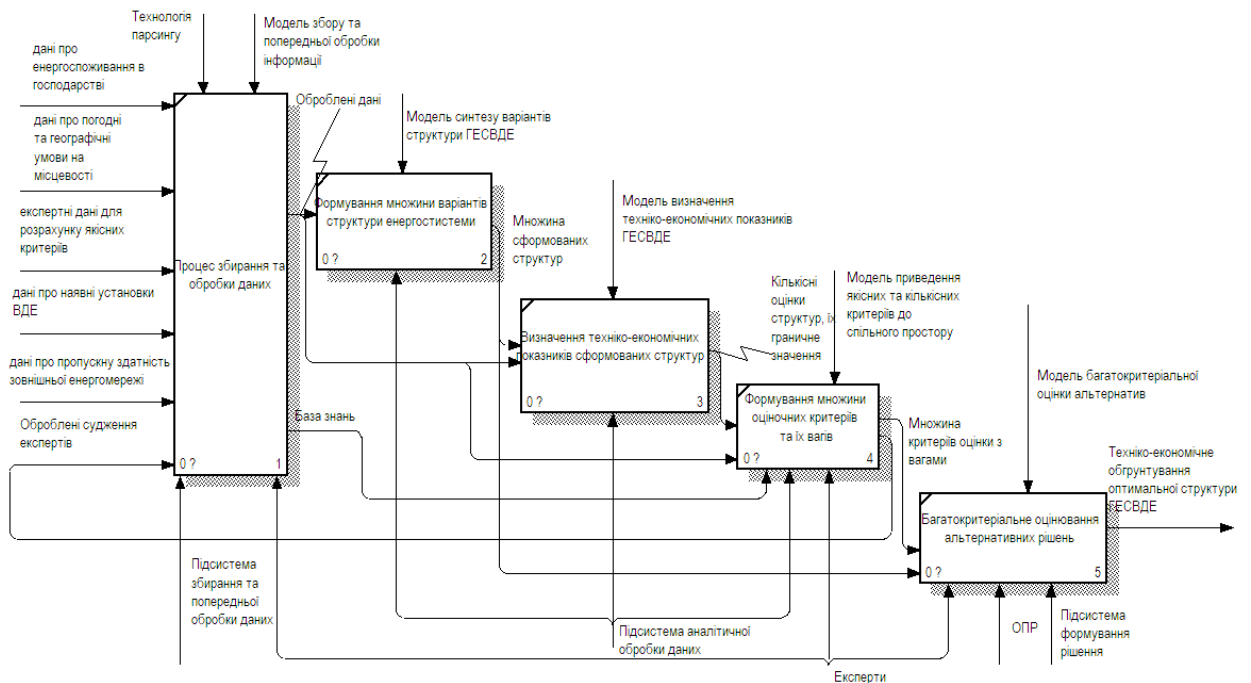 Технологія
парсингу
Модель збору та
попередньої обробки
інформації
дані про
енергоспоживання в
господарстві
дані про погодні
та географічні
умови на
місцевості
експертні дані для
розрахунку якісних
критеріїв
дані про наявні установки
ВДЕ
дані про пропускну здатність
зовнішньої енергомережі
Оброблені судження
експертів
Процес збирання та
обробки даних
0 ?
1
Оброблені дані
База знань
Модель синтезу варіантів
структури ГЕСВДЕ
Формування множини варіантів
структури енергостистеми
0 ?
2
Множина
сформованих
структур
Модель визначення
техніко-економічних показників
ГЕСВДЕ
Визначення техніко-економічних
показників сформованих структур
0 ?
3
Кількісні
оцінки
структур, їх
граничне
значення
Модель приведення
якісних та кількісних
критеріїв до
спільного простору
Формування множини
оціночних критеріїв
та їх вагів
0 ?
4
Множина
критеріїв оцінки з
вагами
Модель багатокритеріальної
оцінки альтернатив
Багатокритеріальне оцінювання
альтернативних рішень
0 ?
5
Техніко-економічне
обгрунтування
оптимальної структури
ГЕСВДЕ
Підсистема
збирання та
попередньої
обробки даних
Підсистема аналітичної
обробки даних
Експерти
ОПР
Підсистема
формування
рішення